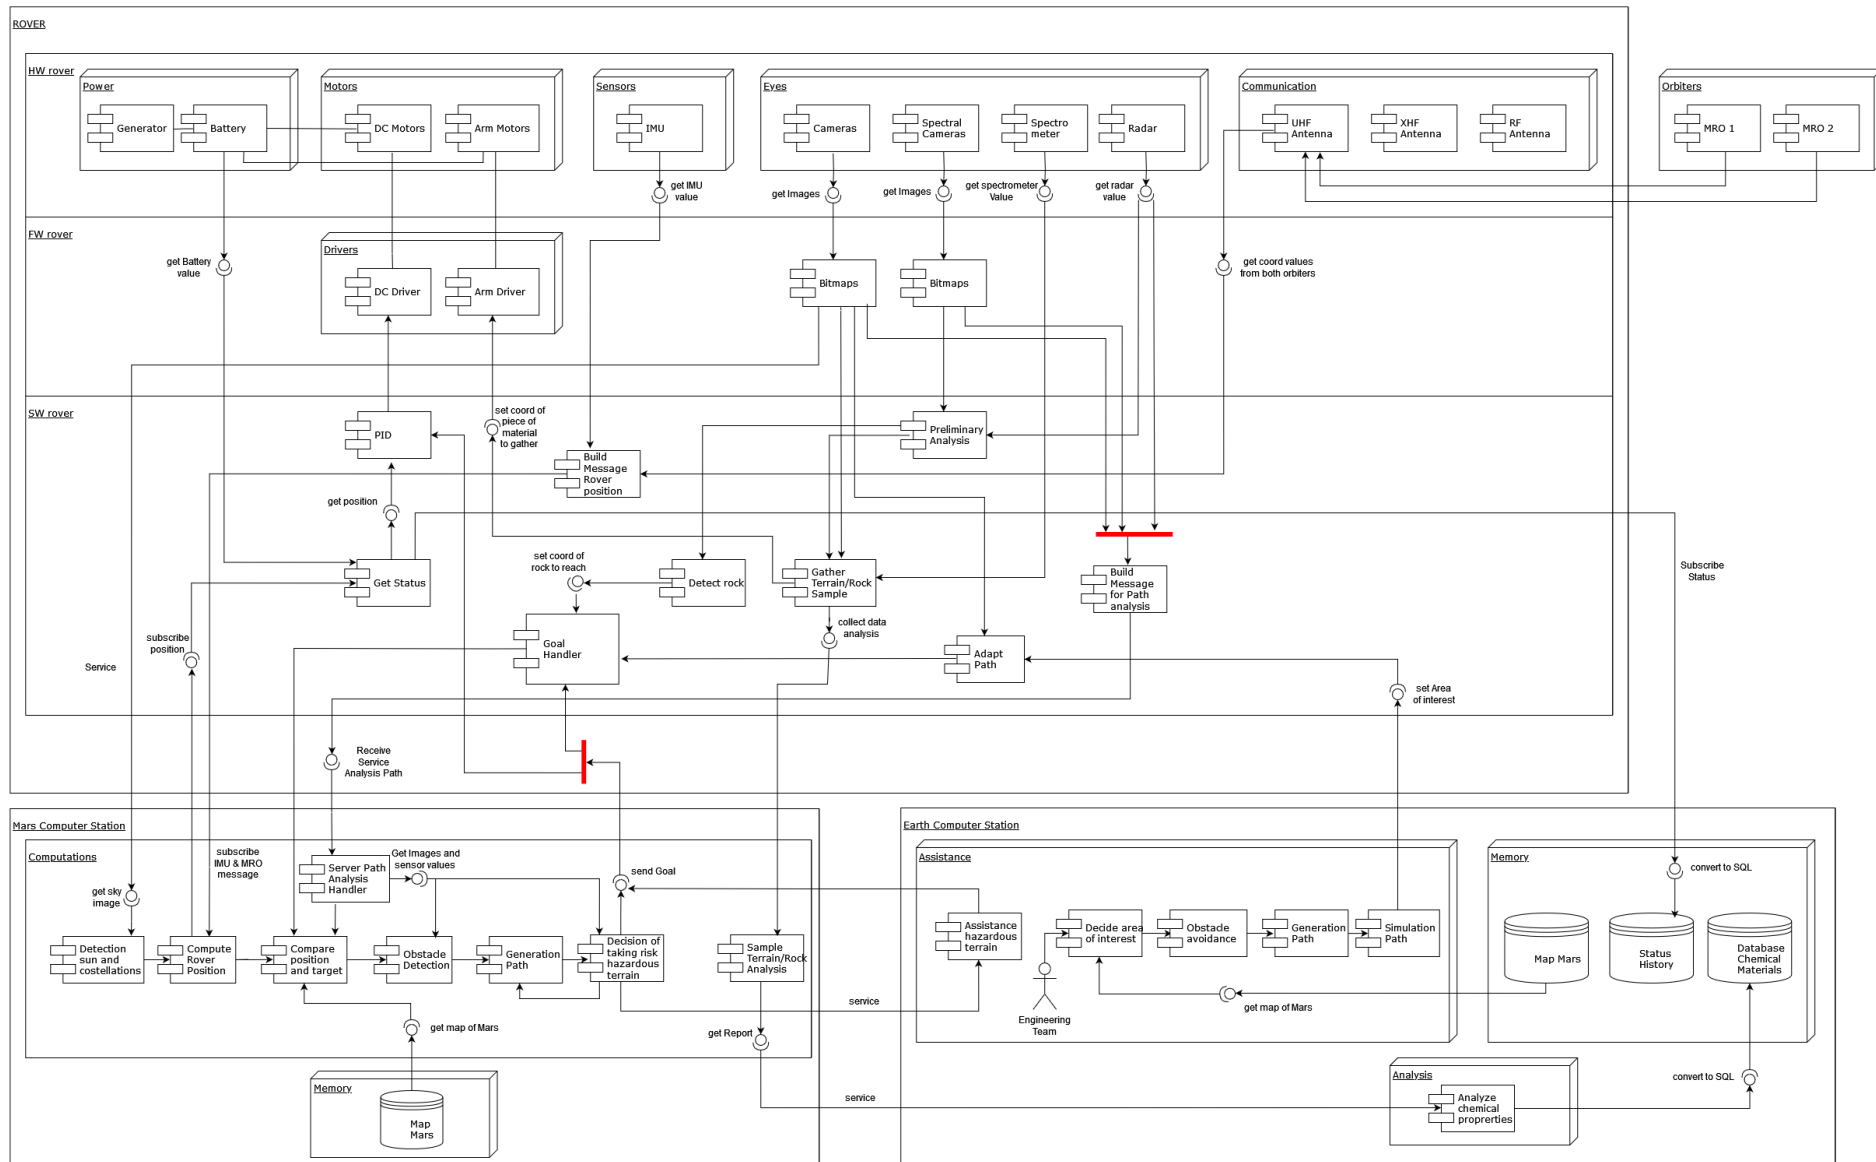 ROVER
HW rover
Power
Generator
Battery
Motors
DC Motors
Arm Motors
Sensors
IMU
Eyes
Cameras
Spectral
Cameras
Spectro
meter
Radar
Communication
UHF
Antenna
XHF
Antenna
RF
Antenna
Orbiters
MRO 1
MRO 2
get IMU
value
get Images
get Images
get spectrometer
Value
get radar
value
FW rover
get Battery
value
Drivers
DC Driver
Arm Driver
Bitmaps
Bitmaps
get coord values
from both orbiters
SW rover
PID
set coord of
piece of
material
to gather
Build
Message
Rover
position
Preliminary
Analysis
get position
Get Status
set coord of
rock to reach
Detect rock
Gather
Terrain/Rock
Sample
Build
Message
for Path
analysis
Subscribe
Status
subscribe
position
Service
Goal
Handler
collect data
analysis
Adapt
Path
set Area
of interest
Receive
Service
Analysis Path
Mars Computer Station
Computations
subscribe
IMU & MRO
message
Server Path
Analysis
Handler
Get Images and
sensor values
send Goal
get sky
image
Detection
sun and
costellations
Compute
Rover
Position
Compare
position
and target
Obstacle
Detection
Generation
Path
Decision of
taking risk
hazardous
terrain
Sample
Terrain/Rock
Analysis
get map of Mars
get Report
Memory
Map
Mars
service
service
Earth Computer Station
Assistance
Assistance
hazardous
terrain
Decide area
of interest
Obstacle
avoidance
Generation
Path
Simulation
Path
Engineering
Team
get map of Mars
Memory
convert to SQL
Map Mars
Status
History
Database
Chemical
Materials
Analysis
Analyze
chemical
proprerties
convert to SQL